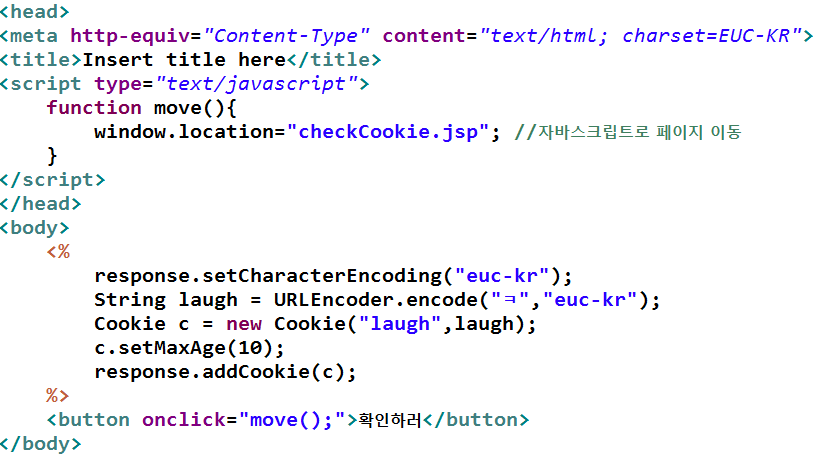 <head>
<meta http-equiv="Content-Type" content="text/html; charset=EUC-KR">
<title>Insert title here</title>
<script type="text/javascript">
    function move(){
        window.location="checkCookie.jsp"; //자바스크립트로 페이지 이동
    }
</script>
</head>
<body>
    <%
        response.setCharacterEncoding("euc-kr");
        String laugh = URLEncoder.encode("ㅋ","euc-kr");
        Cookie c = new Cookie("laugh",laugh);
        c.setMaxAge(10);
        response.addCookie(c);
    %>
    <button onclick="move();">확인하러</button>
</body>